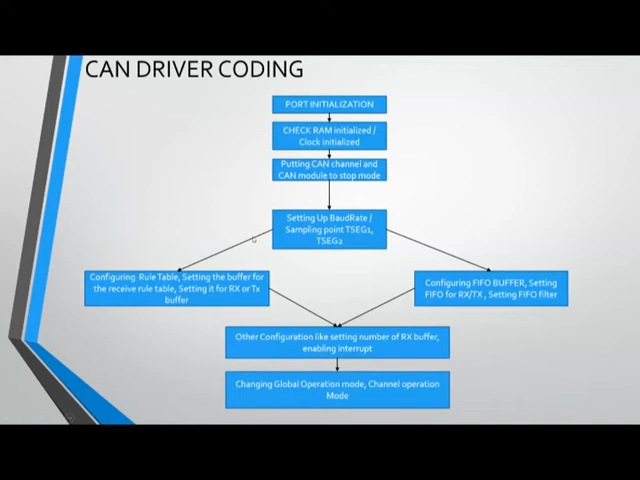 CAN DRIVER CODING
PORT INITIALIZATION
CHECK RAM initialized /
Clock initialized
Putting CAN channel and
CAN module to stop mode
Setting Up BaudRate /
Sampling point TSEG1,
TSEG2
Configuring Rule Table, Setting the buffer for
the receive rule table, Setting it for RX or Tx
buffer
Configuring FIFO BUFFER, Setting
FIFO for RX/TX , Setting FIFO filter
Other Configuration like setting number of RX buffer,
enabling interrupt
Changing Global Operation mode, Channel operation
Mode